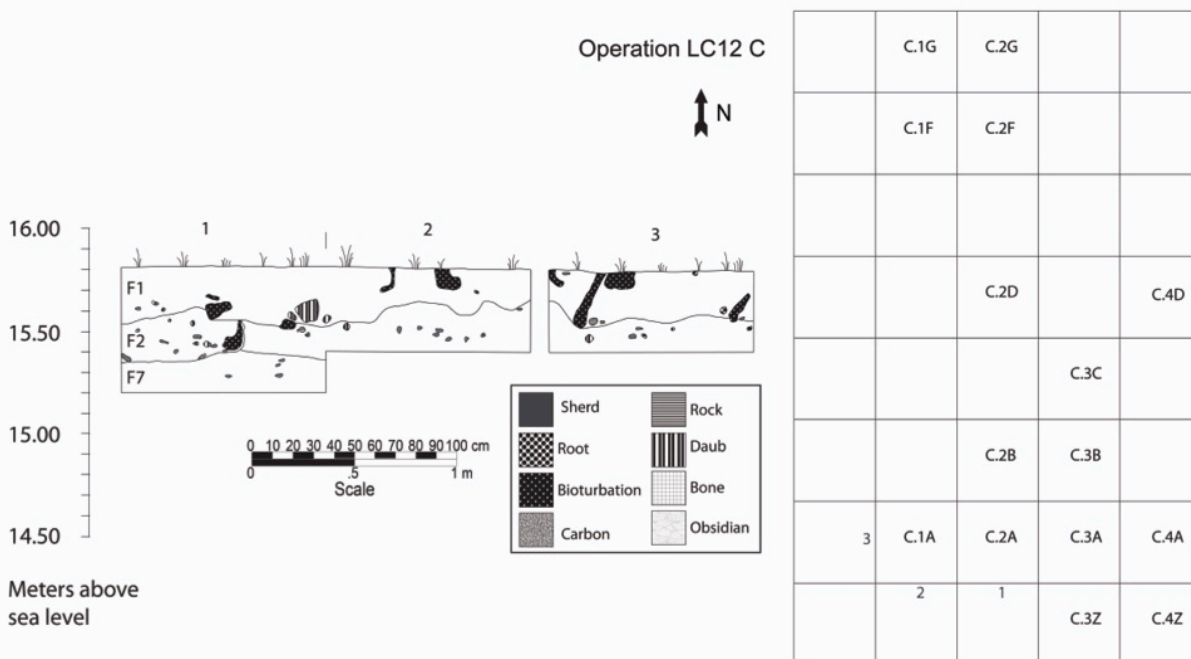 Operation LC12 C
N
16.00
15.50
15.00
14.50
Meters above
sea level
1
2
3
F1
F2
F7
0 10 20 30 40 50 60 70 80 90 100 cm
0 .5 1 m
Scale
Sherd
Root
Bioturbation
Carbon
Rock
Daub
Bone
Obsidian
C.1G C.2G
C.1F C.2F
C.2D C.4D
C.3C
C.2B C.3B
3 C.1A C.2A C.3A C.4A
2 1
C.3Z C.4Z